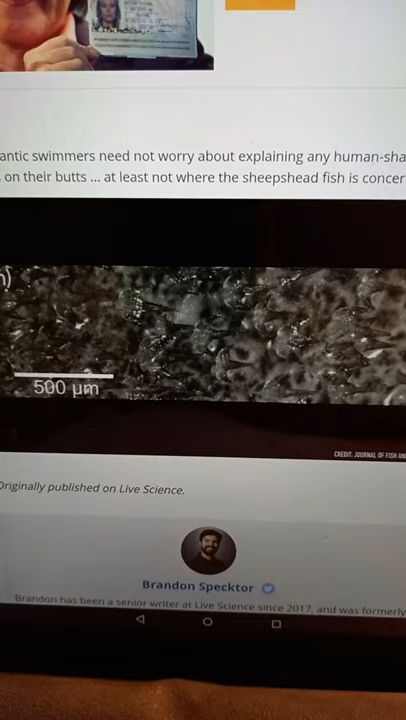 antic swimmers need not worry about explaining any human-sha
on their butts ... at least not where the sheepshead fish is concer
500 µm
CREDIT: JOURNAL OF FISH AN
Originally published on Live Science.
Brandon Specktor
Brandon has been a senior writer at Live Science since 2017, and was formerly